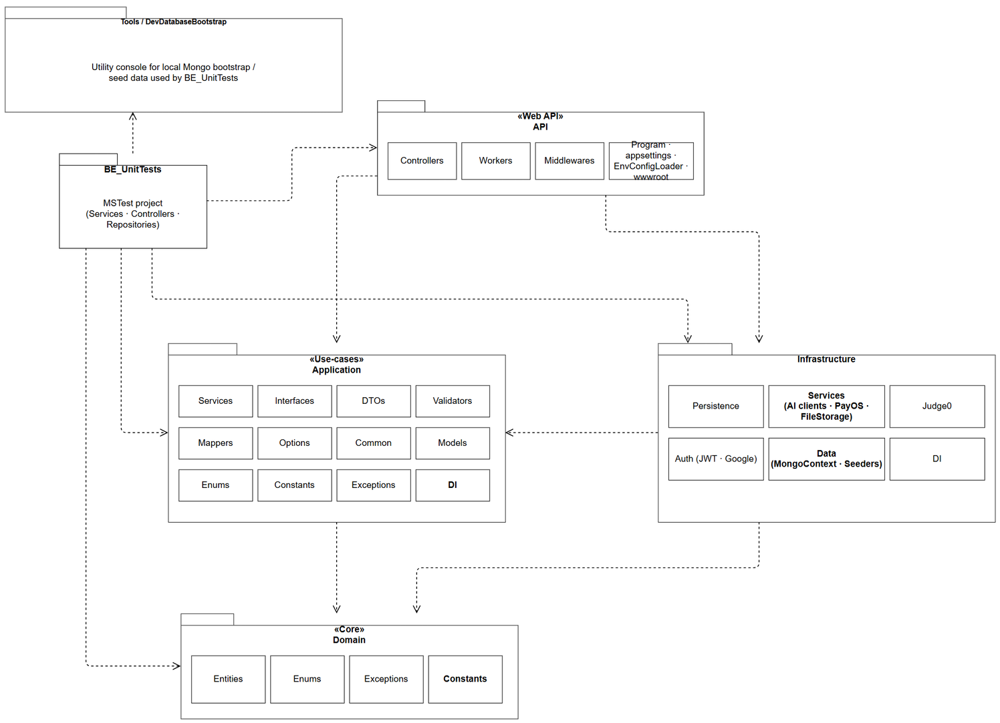 Tools / DevDatabaseBootstrap
Utility console for local Mongo bootstrap /
seed data used by BE_UnitTests
«Web API»
API
Controllers
Workers
Middlewares
Program ·
appsettings ·
EnvConfigLoader ·
wwwroot
BE_UnitTests
MSTest project
(Services · Controllers ·
Repositories)
«Use-cases»
Application
Services
Interfaces
DTOs
Validators
Mappers
Options
Common
Models
Enums
Constants
Exceptions
DI
Infrastructure
Persistence
Services
(AI clients · PayOS ·
FileStorage)
Judge0
Auth (JWT · Google)
Data
(MongoContext · Seeders)
DI
«Core»
Domain
Entities
Enums
Exceptions
Constants